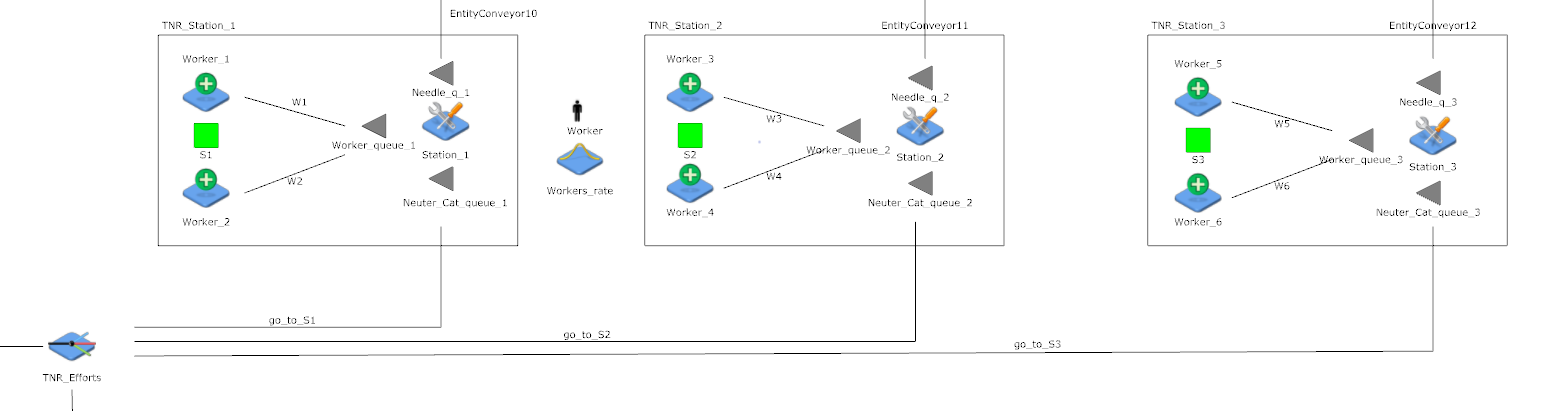 EntityConveyor10
TNR_Station_1
TNR_Station_2
EntityConveyor11
TNR_Station_3
EntityConveyor12
Worker_1
Needle_q_1
W1
Worker_queue_1
S1
Station_1
W2
Neuter_Cat_queue_1
Worker_2
Worker
Workers_rate
Worker_3
Needle_q_2
W3
Worker_queue_2
S2
Station_2
W4
Neuter_Cat_queue_2
Worker_4
Worker_5
Needle_q_3
W5
Worker_queue_3
S3
Station_3
W6
Neuter_Cat_queue_3
Worker_6
go_to_S1
go_to_S2
go_to_S3
TNR_Efforts